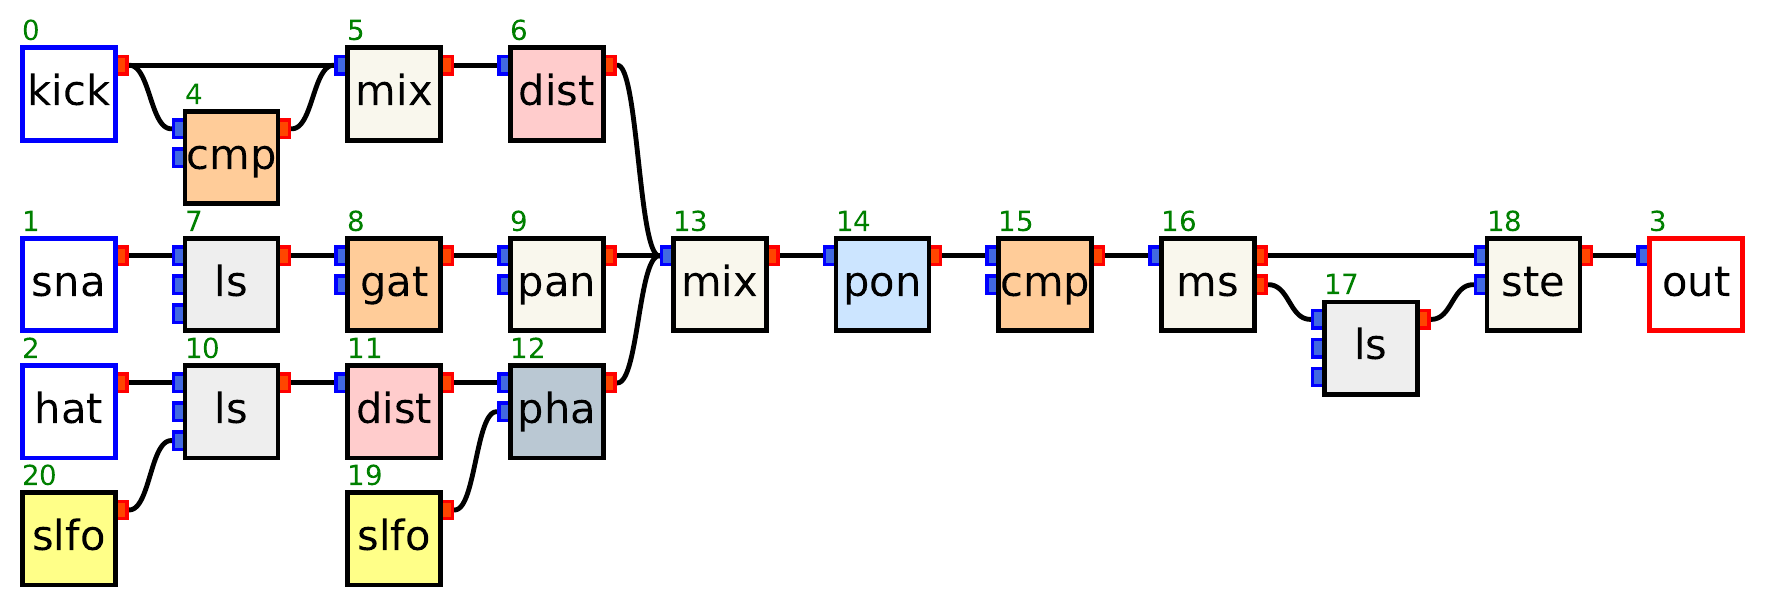 0 5 6
kick mix dist
4
cmp
1 7 8 9 13 14 15 16 18 3
sna ls gat pan mix pon cmp ms ste out
17
ls
2 10 11 12
hat ls dist pha
20 19
slfo slfo